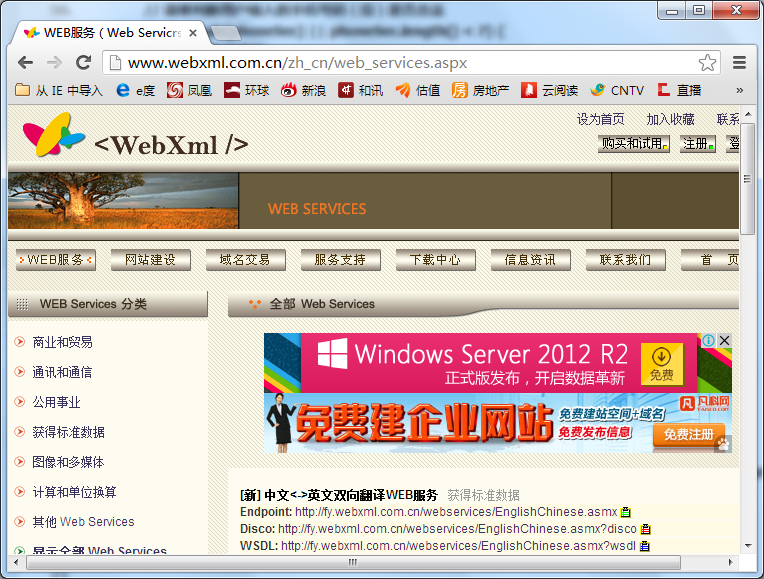 WEB服务 ( Web Servicrs
www.webxml.com.cn/zh_cn/web_services.aspx
从 IE 中导入 e度 凤凰 环球 新浪 和讯 估值 房地产 云阅读 CNTV 直播 »
设为首页 加入收藏 联系
<WebXml />
购买和试用 注册 登
WEB SERVICES
WEB服务 网站建设 域名交易 服务支持 下载中心 信息资讯 联系我们 首 页
WEB Services 分类
全部 Web Services
商业和贸易
通讯和通信
公用事业
获得标准数据
图像和多媒体
计算和单位换算
其他 Web Services
显示全部 Web Services
Windows Server 2012 R2
正式版发布，开启数据革新
免费
免费建企业网站
免费建站空间+域名
免费发布信息
凡科网
免费注册
[新] 中文<->英文双向翻译WEB服务 获得标准数据
Endpoint: http://fy.webxml.com.cn/webservices/EnglishChinese.asmx
Disco: http://fy.webxml.com.cn/webservices/EnglishChinese.asmx?disco
WSDL: http://fy.webxml.com.cn/webservices/EnglishChinese.asmx?wsdl